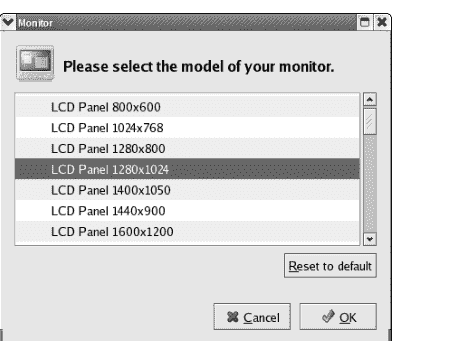 Monitor
Please select the model of your monitor.
LCD Panel 800x600
LCD Panel 1024x768
LCD Panel 1280x800
LCD Panel 1280x1024
LCD Panel 1400x1050
LCD Panel 1440x900
LCD Panel 1600x1200
Reset to default
Cancel
OK